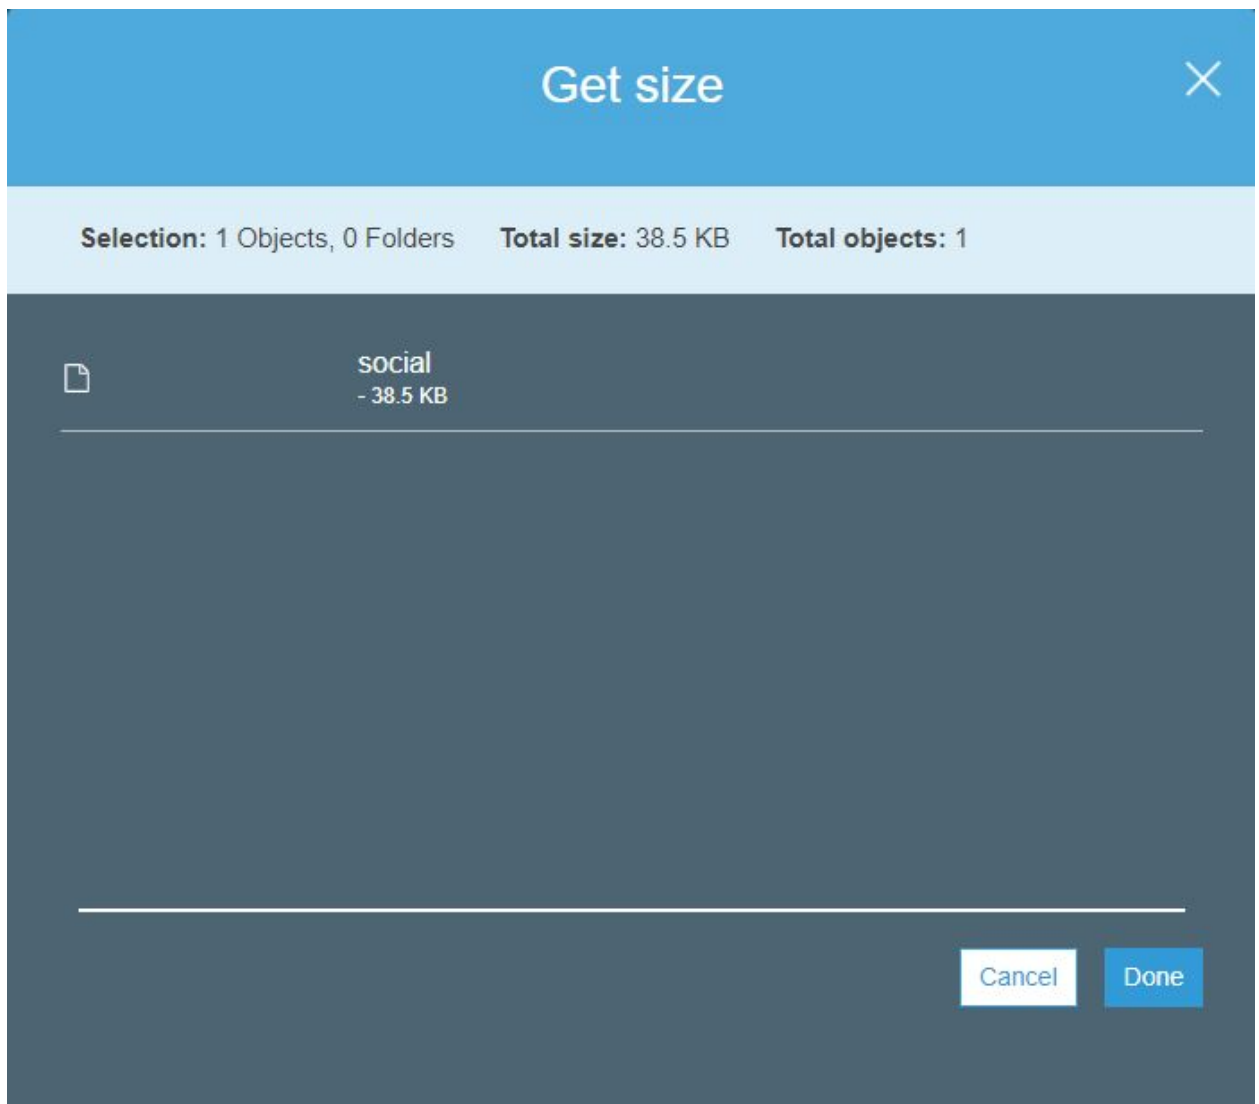 Get size
Selection: 1 Objects, 0 Folders Total size: 38.5 KB Total objects: 1
social
- 38.5 KB
Cancel Done